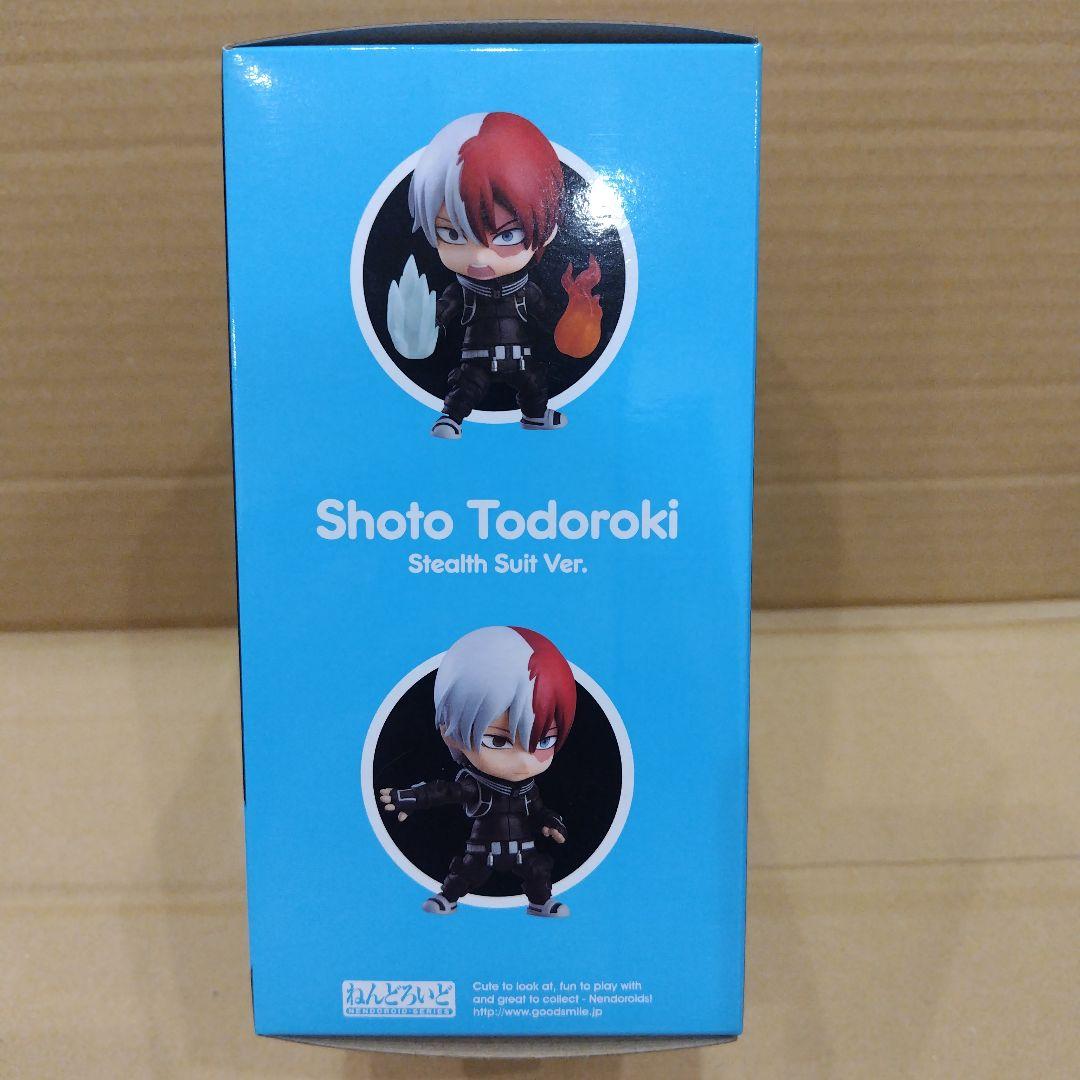 Shoto Todoroki
Stealth Suit Ver.
ねんどろいど
NENDOROID-SERIES
Cute to look at, fun to play with
and great to collect - Nendoroids!
http://www.goodsmile.jp